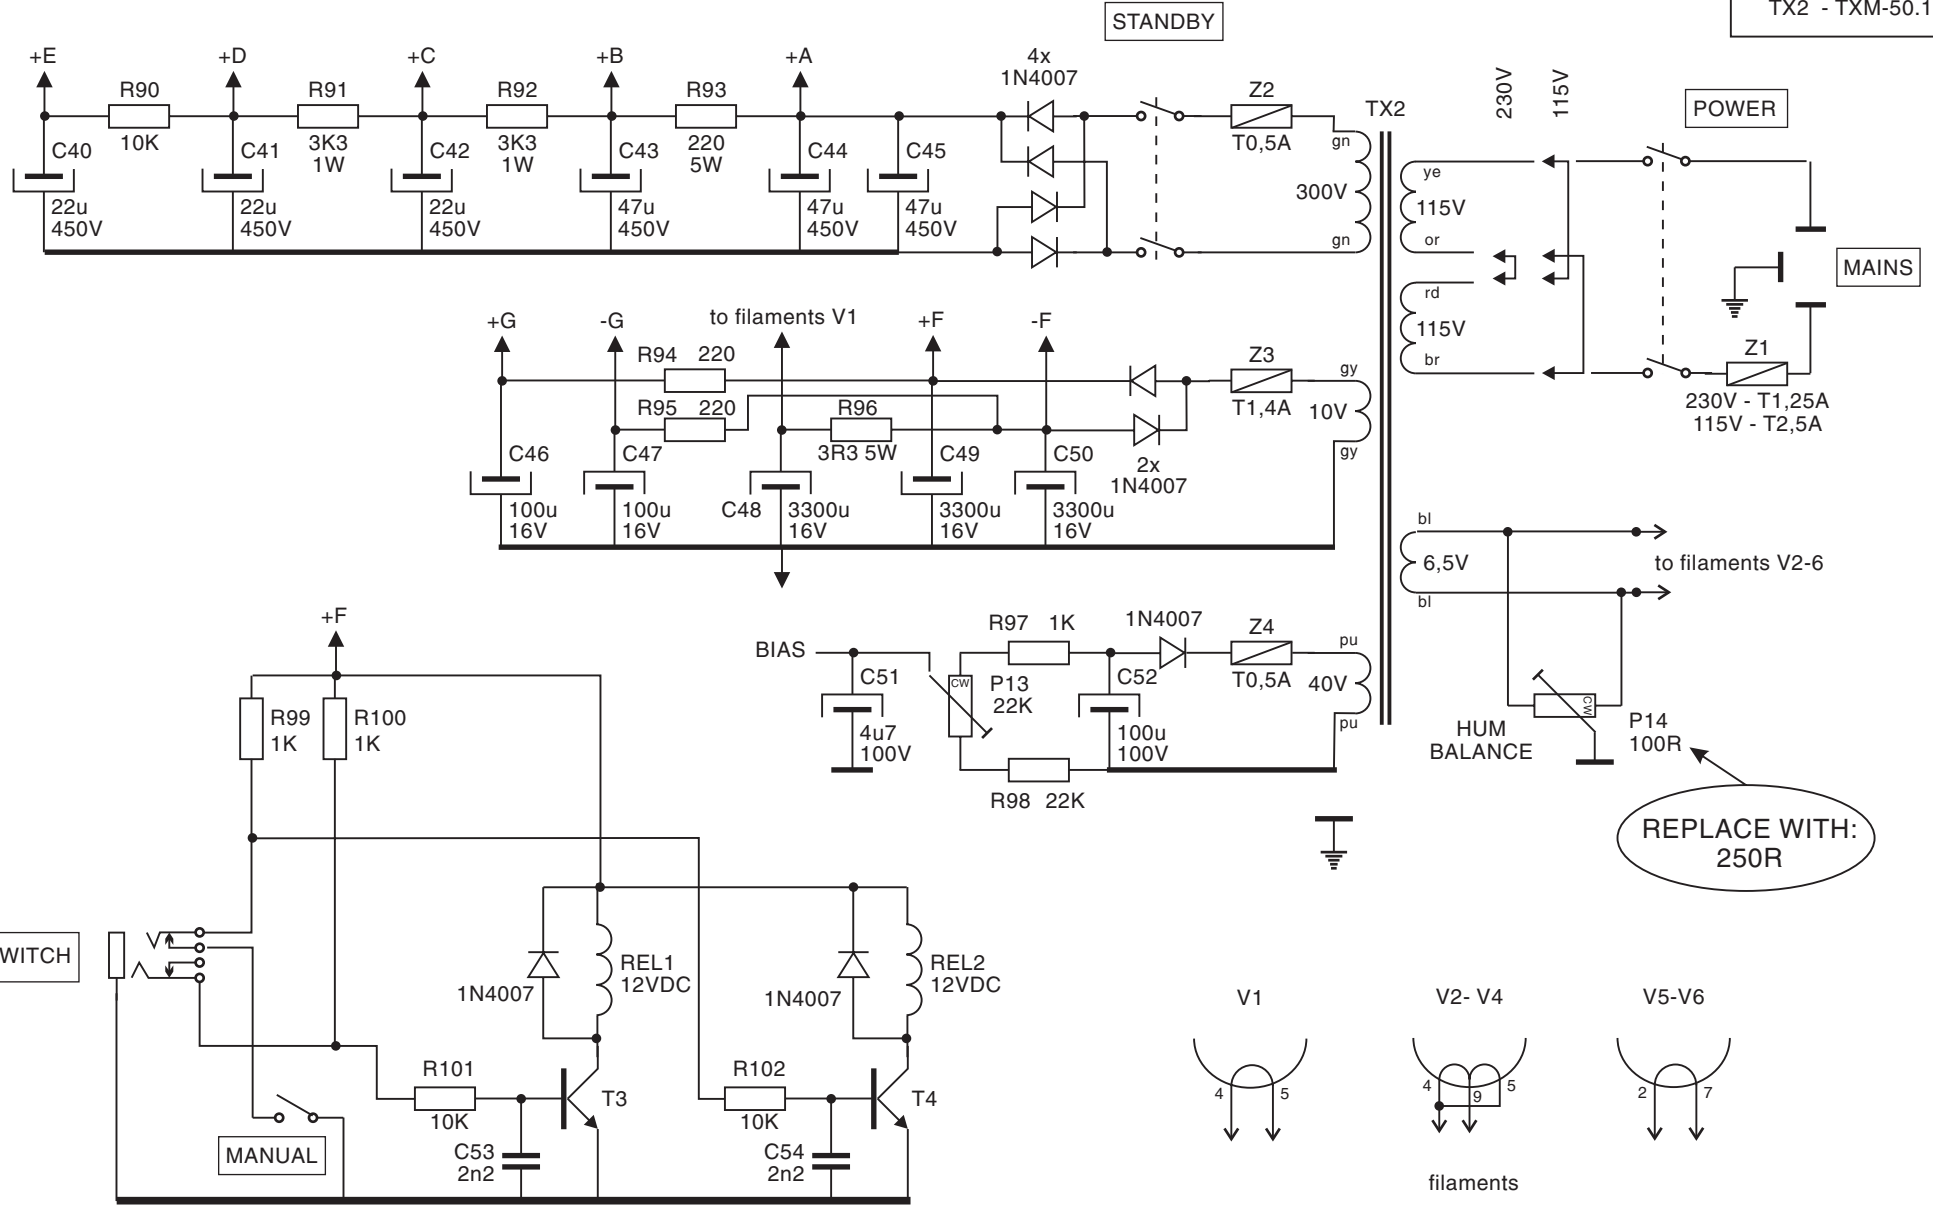 STANDBY
TX2 - TXM-50.1
+E
+D
+C
+B
+A
4x
1N4007
R90
10K
R91
3K3
1W
R92
3K3
1W
R93
220
5W
Z2
T0,5A
TX2
230V
115V
POWER
C40
22u
450V
C41
22u
450V
C42
22u
450V
C43
47u
450V
C44
47u
450V
C45
47u
450V
gn
300V
gn
ye
115V
or
rd
115V
br
MAINS
Z1
230V - T1,25A
115V - T2,5A
+G
-G
to filaments V1
+F
-F
R94 220
R95 220
R96
3R3 5W
Z3
T1,4A
gy
10V
gy
C46
100u
16V
C47
100u
16V
C48
3300u
16V
C49
3300u
16V
C50
3300u
16V
2x
1N4007
bl
6,5V
bl
to filaments V2-6
HUM
BALANCE
CW
P14
100R
REPLACE WITH:
250R
BIAS
C51
4u7
100V
CW
P13
22K
R97 1K
R98 22K
C52
100u
100V
1N4007
Z4
T0,5A
pu
40V
pu
+F
R99
1K
R100
1K
WITCH
MANUAL
1N4007
REL1
12VDC
1N4007
REL2
12VDC
R101
10K
C53
2n2
T3
R102
10K
C54
2n2
T4
V1
4
5
V2- V4
4
9
5
V5-V6
2
7
filaments